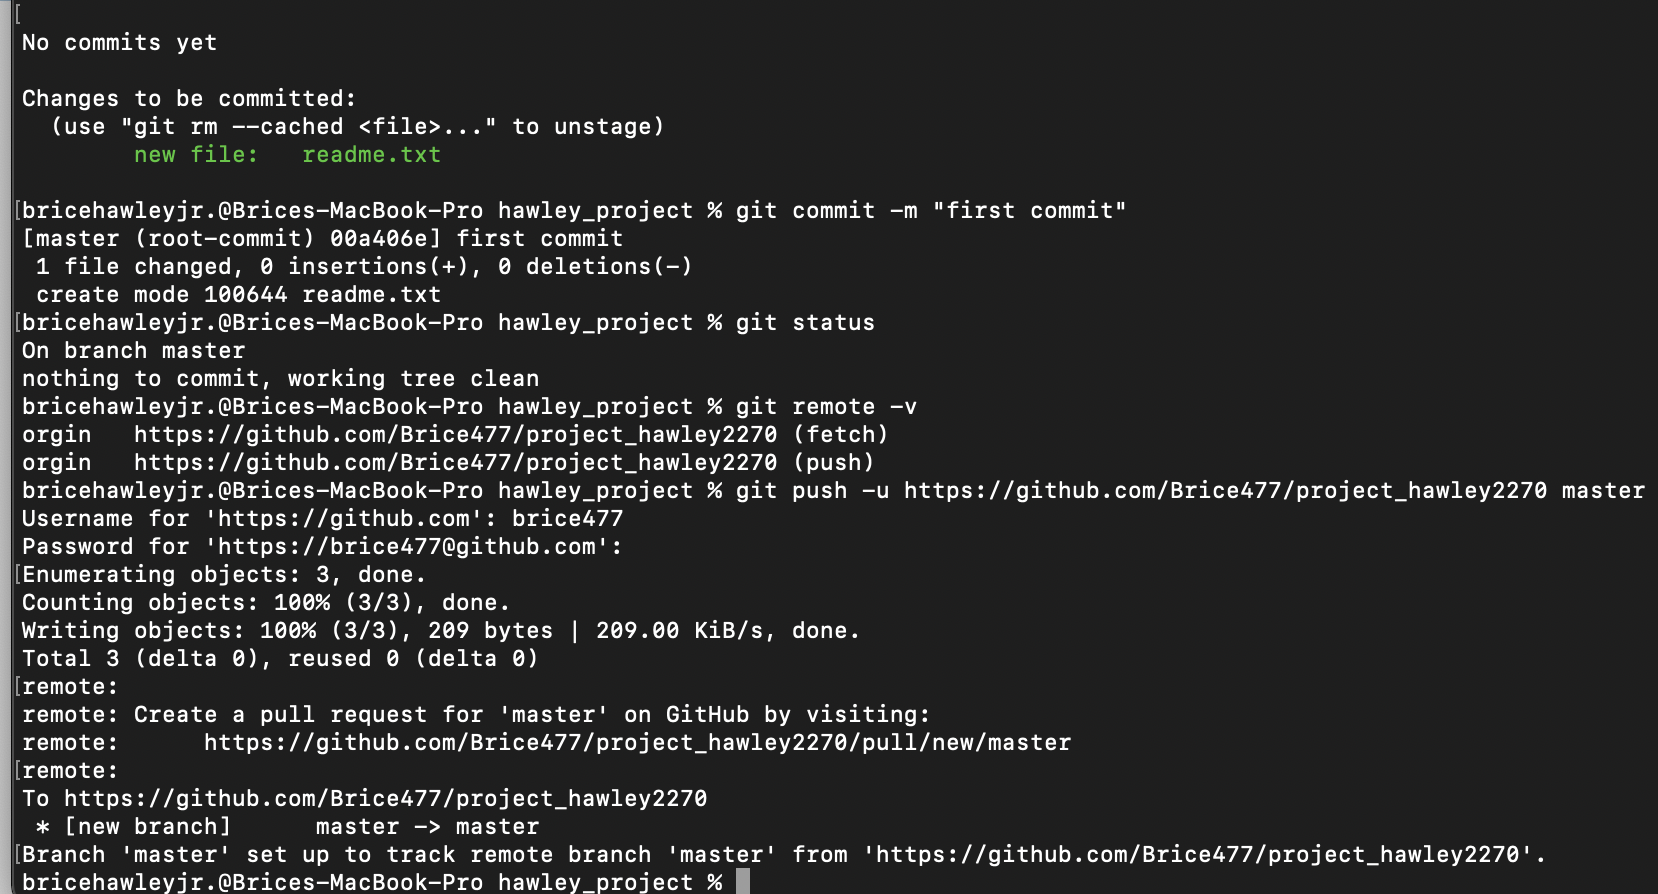 No commits yet
Changes to be committed:
(use "git rm --cached <file>..." to unstage)
new file:   readme.txt
[bricehawleyjr.@Brices-MacBook-Pro hawley_project % git commit -m "first commit"
[master (root-commit) 00a406e] first commit
1 file changed, 0 insertions(+), 0 deletions(-)
create mode 100644 readme.txt
[bricehawleyjr.@Brices-MacBook-Pro hawley_project % git status
On branch master
nothing to commit, working tree clean
bricehawleyjr.@Brices-MacBook-Pro hawley_project % git remote -v
orgin   https://github.com/Brice477/project_hawley2270 (fetch)
orgin   https://github.com/Brice477/project_hawley2270 (push)
bricehawleyjr.@Brices-MacBook-Pro hawley_project % git push -u https://github.com/Brice477/project_hawley2270 master
Username for 'https://github.com': brice477
Password for 'https://brice477@github.com':
[Enumerating objects: 3, done.
Counting objects: 100% (3/3), done.
Writing objects: 100% (3/3), 209 bytes | 209.00 KiB/s, done.
Total 3 (delta 0), reused 0 (delta 0)
[remote:
remote: Create a pull request for 'master' on GitHub by visiting:
remote:      https://github.com/Brice477/project_hawley2270/pull/new/master
[remote:
To https://github.com/Brice477/project_hawley2270
* [new branch]      master -> master
[Branch 'master' set up to track remote branch 'master' from 'https://github.com/Brice477/project_hawley2270'.
bricehawleyjr.@Brices-MacBook-Pro hawley_project %